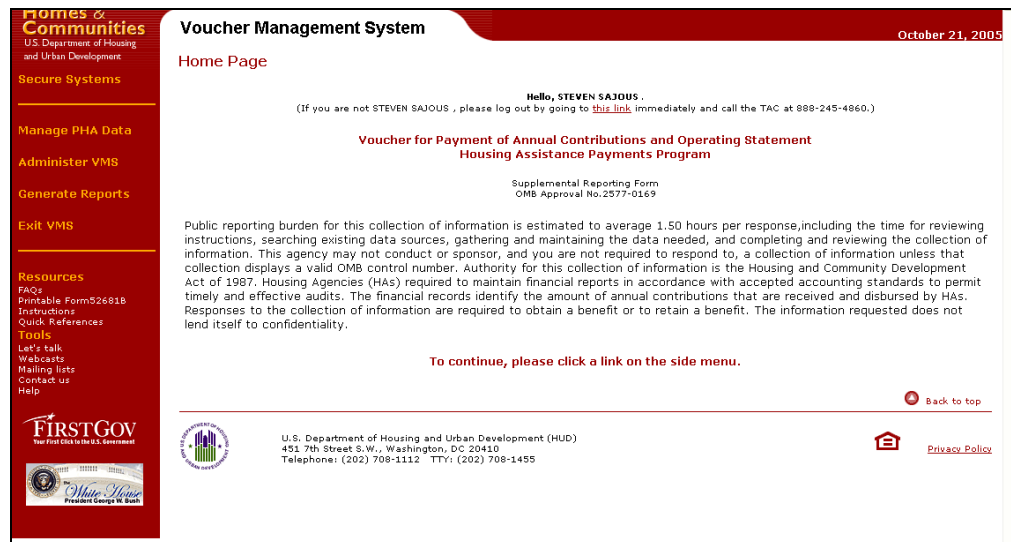 Homes &
Communities
U.S. Department of Housing
and Urban Development
Secure Systems
Manage PHA Data
Administer VMS
Generate Reports
Exit VMS
Resources
FAQs
Printable Form52681B
Instructions
Quick References
Tools
Let's talk
Webcasts
Mailing lists
Contact us
Help
FIRSTGOV
Your First Click to the U.S. Government
The
White House
President George W. Bush
Voucher Management System
October 21, 2005
Home Page
Hello, STEVEN SAJOUS .
(If you are not STEVEN SAJOUS , please log out by going to this link immediately and call the TAC at 888-245-4860.)
Voucher for Payment of Annual Contributions and Operating Statement
Housing Assistance Payments Program
Supplemental Reporting Form
OMB Approval No.2577-0169
Public reporting burden for this collection of information is estimated to average 1.50 hours per response,including the time for reviewing
instructions, searching existing data sources, gathering and maintaining the data needed, and completing and reviewing the collection of
information. This agency may not conduct or sponsor, and you are not required to respond to, a collection of information unless that
collection displays a valid OMB control number. Authority for this collection of information is the Housing and Community Development
Act of 1987. Housing Agencies (HAs) required to maintain financial reports in accordance with accepted accounting standards to permit
timely and effective audits. The financial records identify the amount of annual contributions that are received and disbursed by HAs.
Responses to the collection of information are required to obtain a benefit or to retain a benefit. The information requested does not
lend itself to confidentiality.
To continue, please click a link on the side menu.
Back to top
U.S. Department of Housing and Urban Development (HUD)
451 7th Street S.W., Washington, DC 20410
Telephone: (202) 708-1112 TTY: (202) 708-1455
Privacy Policy